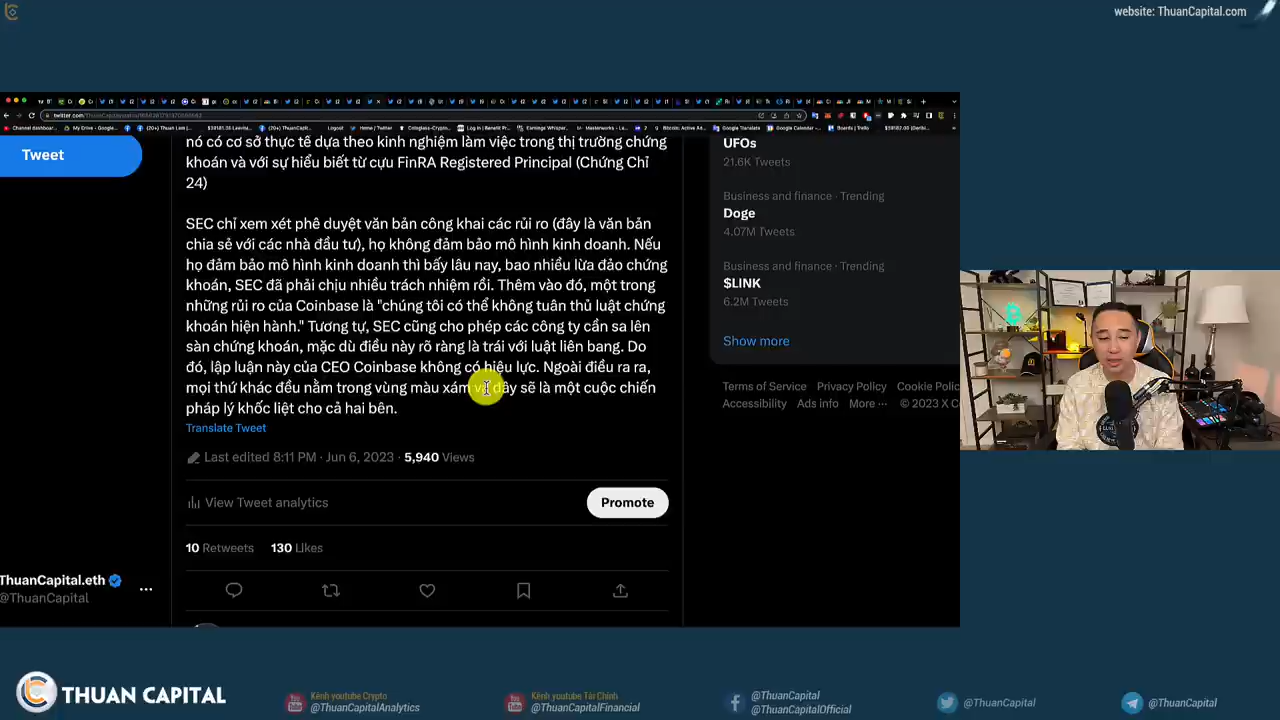 website: ThuanCapital.com
Tweet
nó có cơ sở thực tế dựa theo kinh nghiệm làm việc trong thị trường chứng
khoán và với sự hiểu biết từ cựu FinRA Registered Principal (Chứng Chỉ
24)
SEC chỉ xem xét phê duyệt văn bản công khai các rủi ro (đây là văn bản
chia sẻ với các nhà đầu tư), họ không đảm bảo mô hình kinh doanh. Nếu
họ đảm bảo mô hình kinh doanh thì bấy lâu nay, bao nhiều lừa đảo chứng
khoán, SEC đã phải chịu nhiều trách nhiệm rồi. Thêm vào đó, một trong
những rủi ro của Coinbase là "chúng tôi có thể không tuân thủ luật chứng
khoán hiện hành." Tương tự, SEC cũng cho phép các công ty cần sa lên
sàn chứng khoán, mặc dù điều này rõ ràng là trái với luật liên bang. Do
đó, lập luận này của CEO Coinbase không có hiệu lực. Ngoài điều ra ra,
mọi thứ khác đều nằm trong vùng màu xám và đây sẽ là một cuộc chiến
pháp lý khốc liệt cho cả hai bên.
Translate Tweet
Last edited 8:11 PM · Jun 6, 2023 · 5,940 Views
View Tweet analytics
Promote
10 Retweets 130 Likes
ThuanCapital.eth
@ThuanCapital
UFOs
21.6K Tweets
Business and finance · Trending
Doge
4.07M Tweets
Business and finance · Trending
$LINK
6.2M Tweets
Show more
Terms of Service Privacy Policy Cookie
Accessibility Ads info More ··· © 2023 X
THUAN CAPITAL
Kênh youtube Crypto
@ThuanCapitalAnalytics
Kênh youtube Tài Chính
@ThuanCapitalFinancial
@ThuanCapital
@ThuanCapitalOfficial
@ThuanCapital
@ThuanCapital